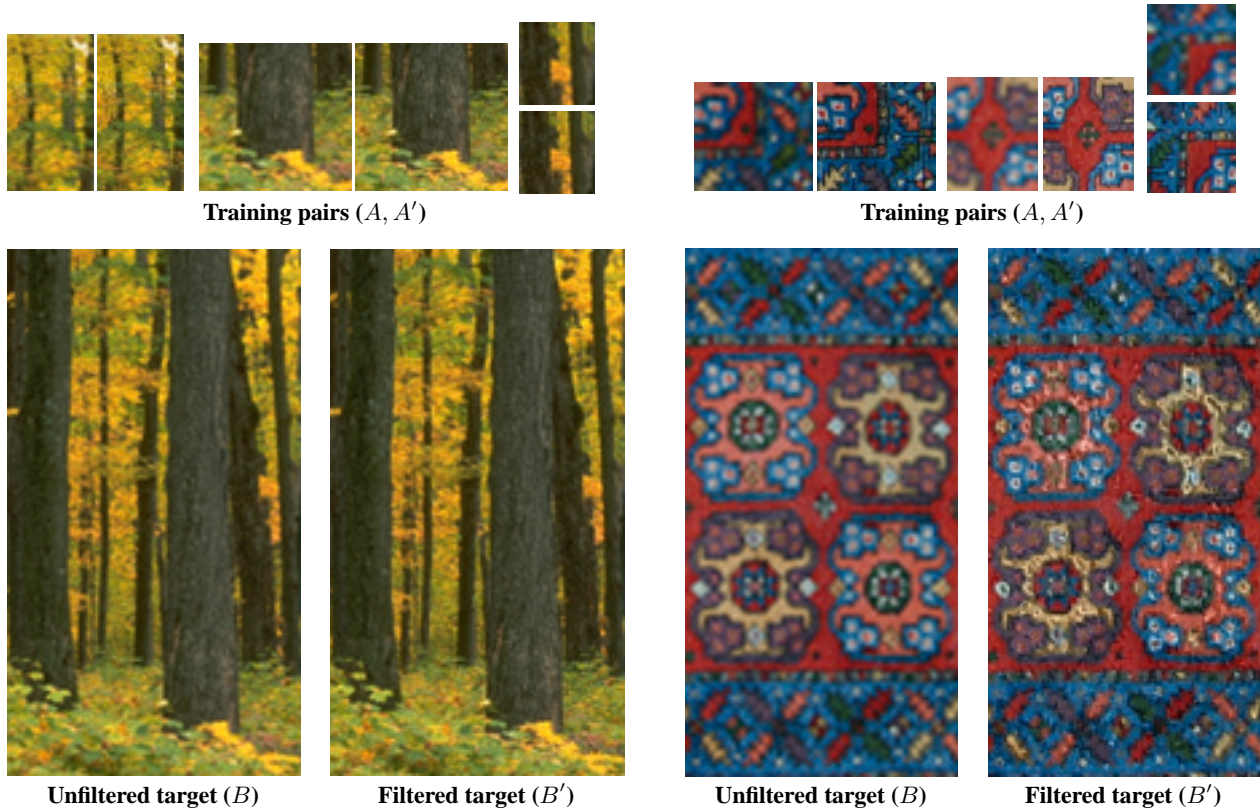 Training pairs (A, A′)
Training pairs (A, A′)
Unfiltered target (B)
Filtered target (B′)
Unfiltered target (B)
Filtered target (B′)